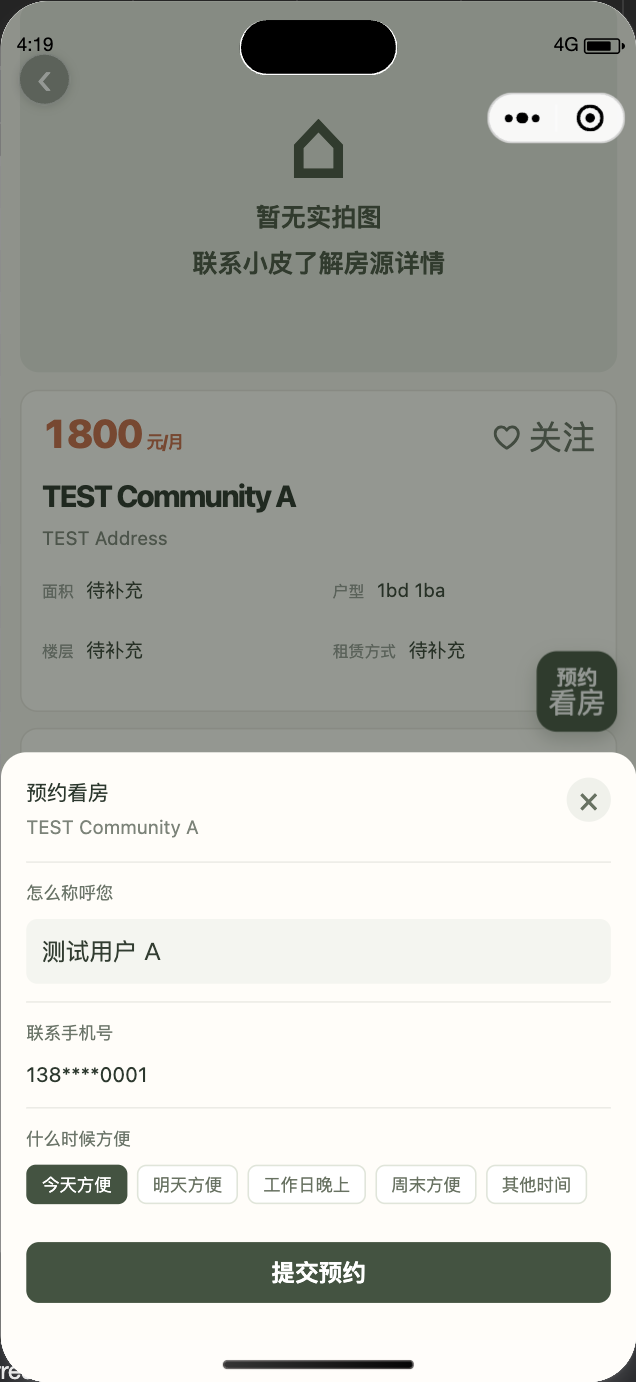 4:19
4G
暂无实拍图
联系小皮了解房源详情
1800 元/月
关注
TEST Community A
TEST Address
面积 待补充
户型 1bd 1ba
楼层 待补充
租赁方式 待补充
预约
看房
预约看房
TEST Community A
怎么称呼您
测试用户 A
联系手机号
138****0001
什么时候方便
今天方便 明天方便 工作日晚上 周末方便 其他时间
提交预约